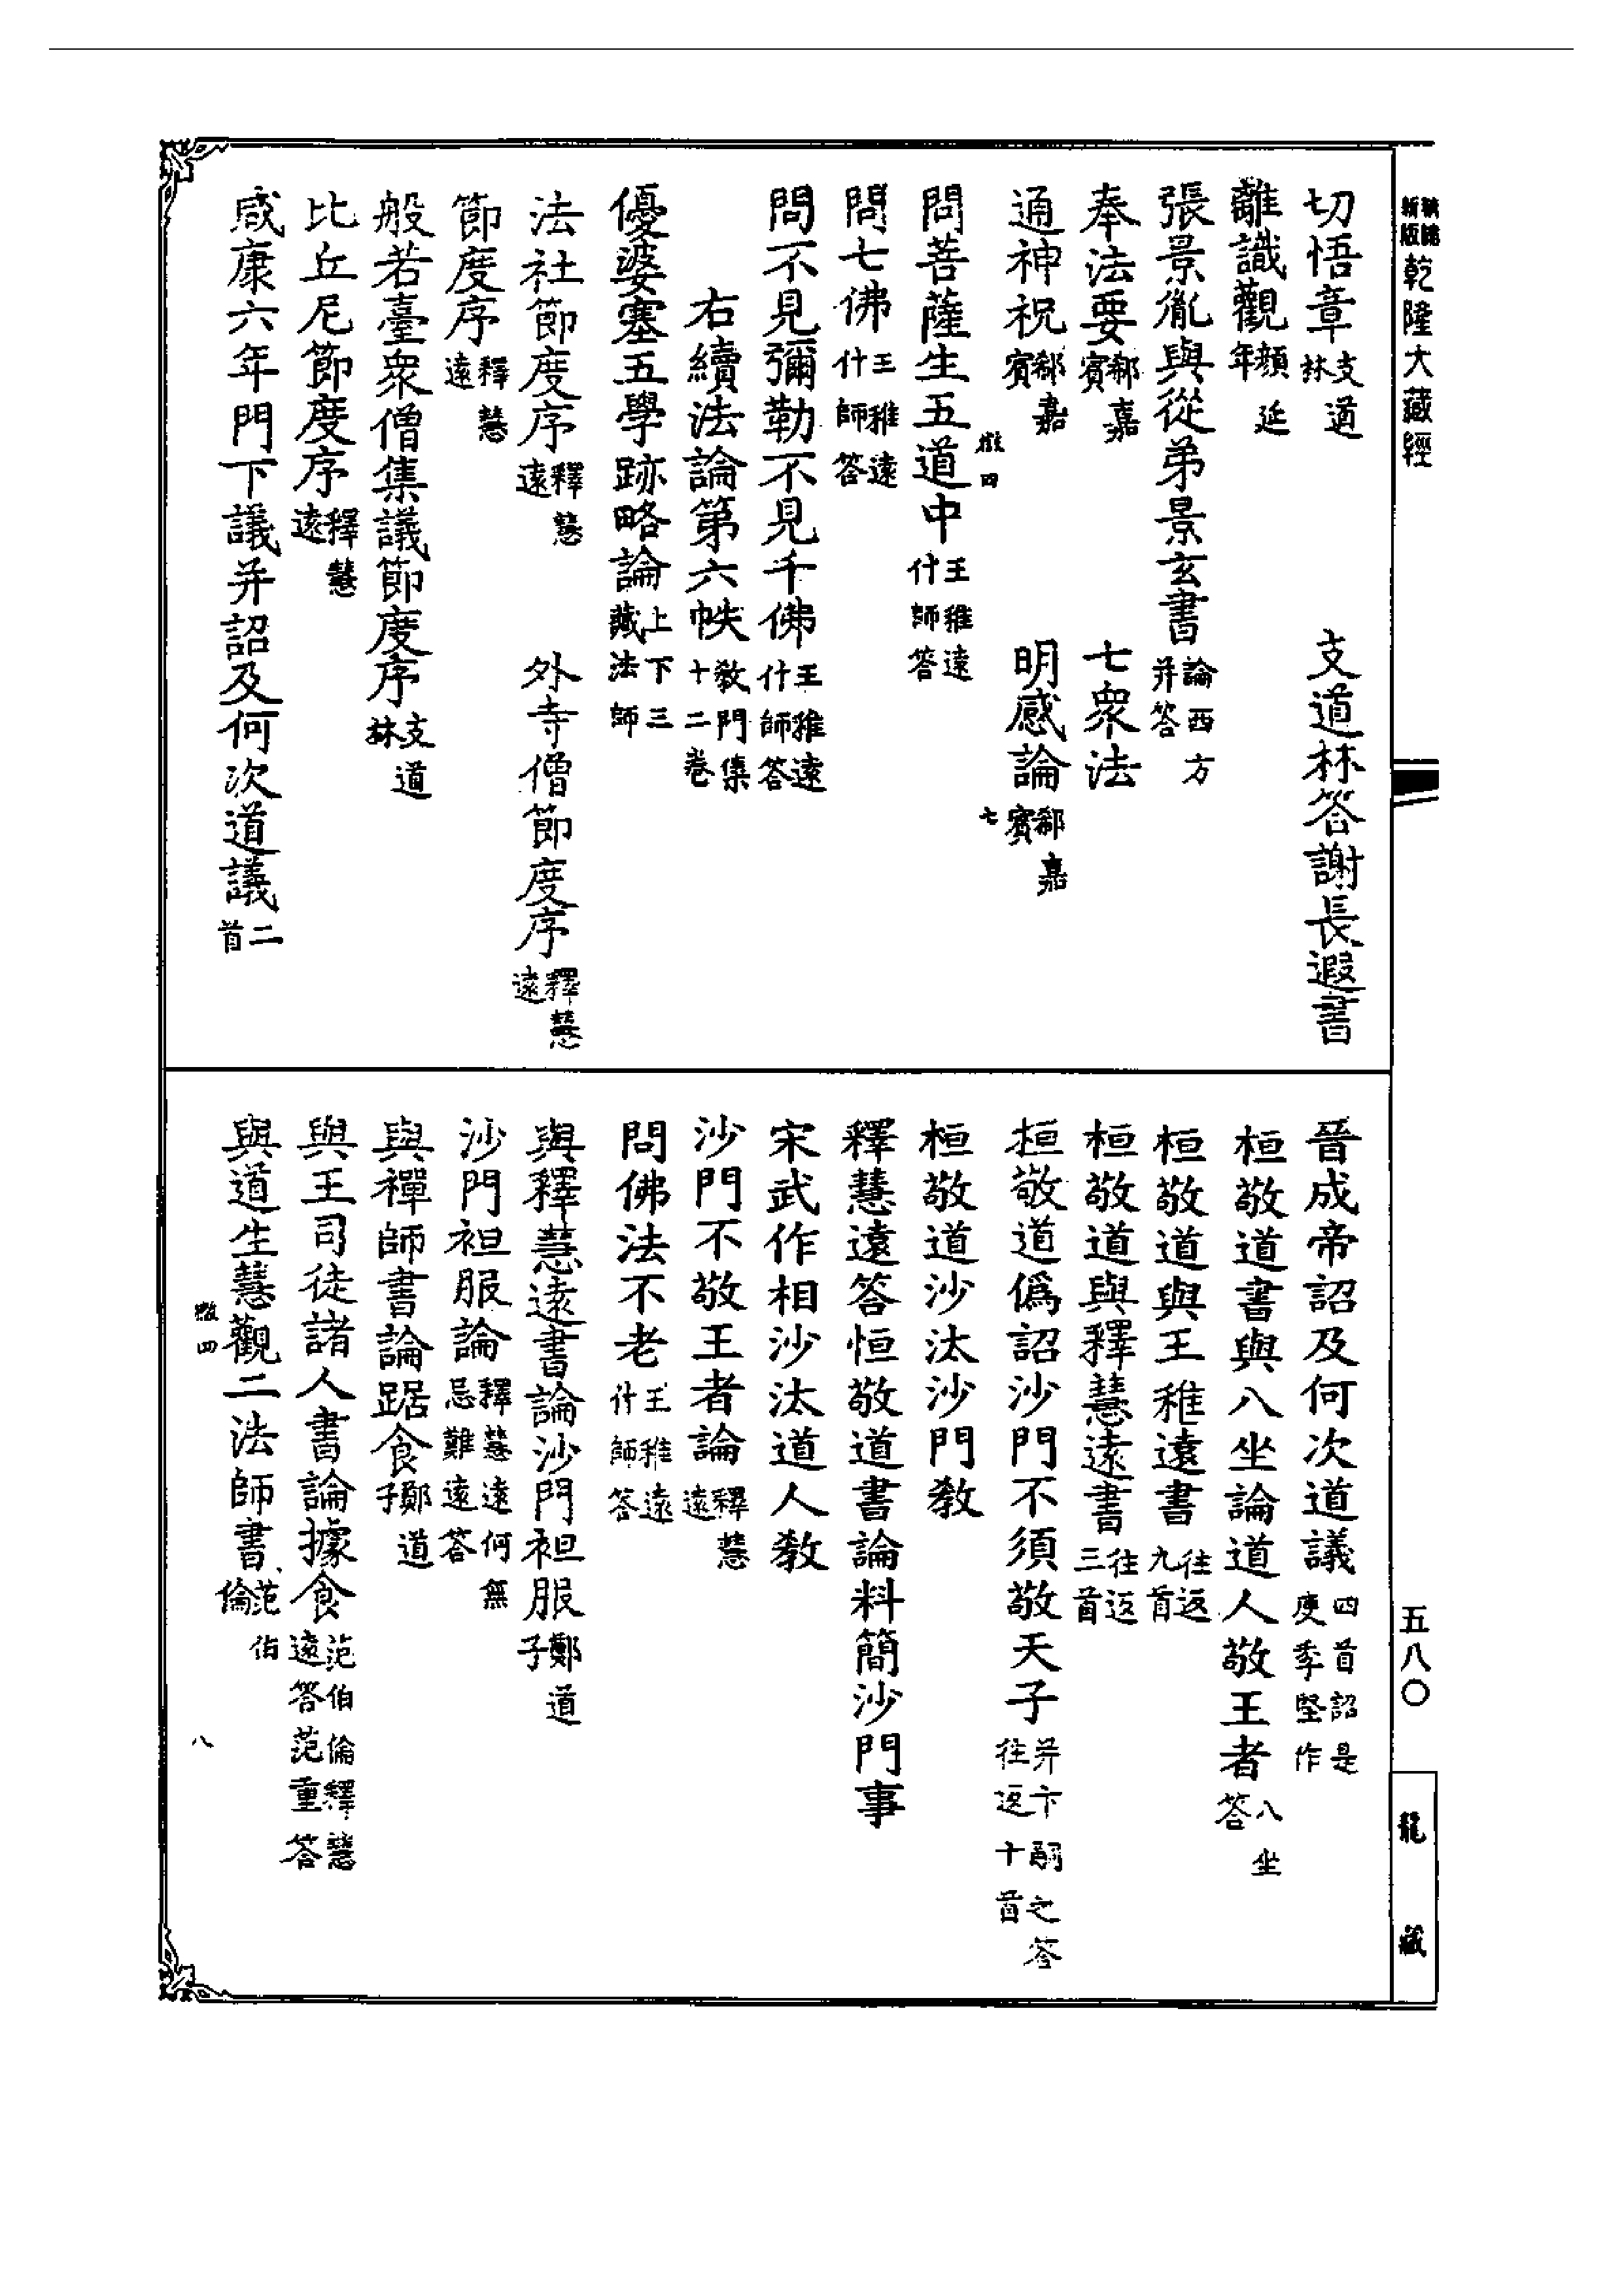 新版
乾隆大藏經
切悟章支道林 支道林答謝長遐書
離識觀顏延年
張景胤與從弟景玄書論西方并答
奉法要郗嘉賓 七衆法
通神祝郗嘉賓 明感論郗嘉賓
四
七
問菩薩生五道中王稚遠什師答
問七佛王稚遠什師答
問不見彌勒不見千佛王稚遠什師答
右續法論第六帙教門集十二卷
優婆塞五學跡略論上下三藏法師
法社節度序釋慧遠 外寺僧節度序釋慧遠
節度序釋慧遠
般若臺衆僧集議節度序支道林
比丘尼節度序釋慧遠
咸康六年門下議并詔及何次道議二首
晉成帝詔及何次道議四首詔是庾季堅作
桓敬道書與八坐論道人敬王者八坐答
桓敬道與王稚遠書往返九首
桓敬道與釋慧遠書往返三首
桓敬道偽詔沙門不須敬天子并卞嗣之答往返十首
桓敬道沙汰沙門教
釋慧遠答恒敬道書論料簡沙門事
宋武作相沙汰道人教
沙門不敬王者論釋慧遠
問佛法不老王稚遠什師答
與釋慧遠書論沙門袒服鄭道子
沙門袒服論釋慧遠何無忌難遠答
與禪師書論踞食鄭道子
與王司徒諸人書論據食范伯倫釋慧遠答范重答
與道生慧觀二法師書范伯倫
四
八
五八〇
龍藏